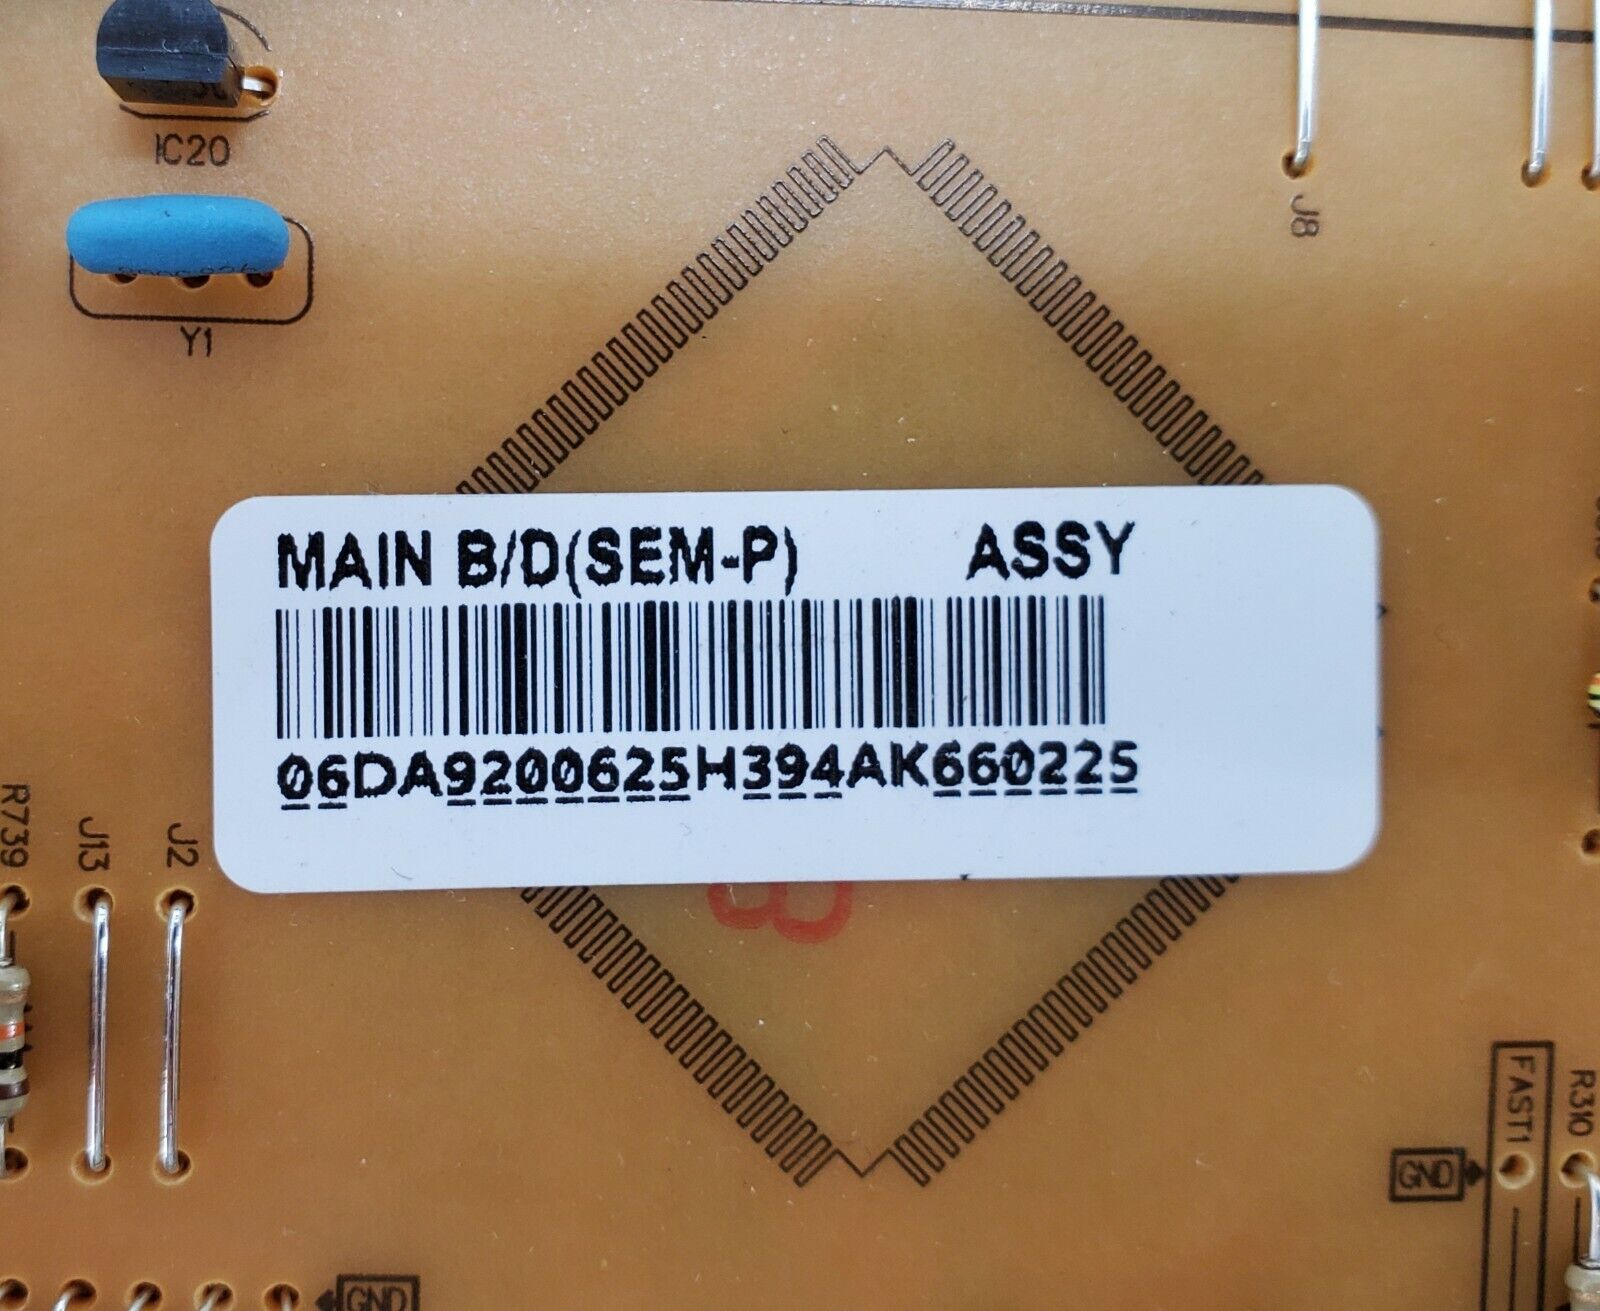 IC20
Y1
J8
MAIN B/D(SEM-P) ASSY
06DA9200625H394AK660225
R739
J13
J2
FAST1
R310
GND
GND